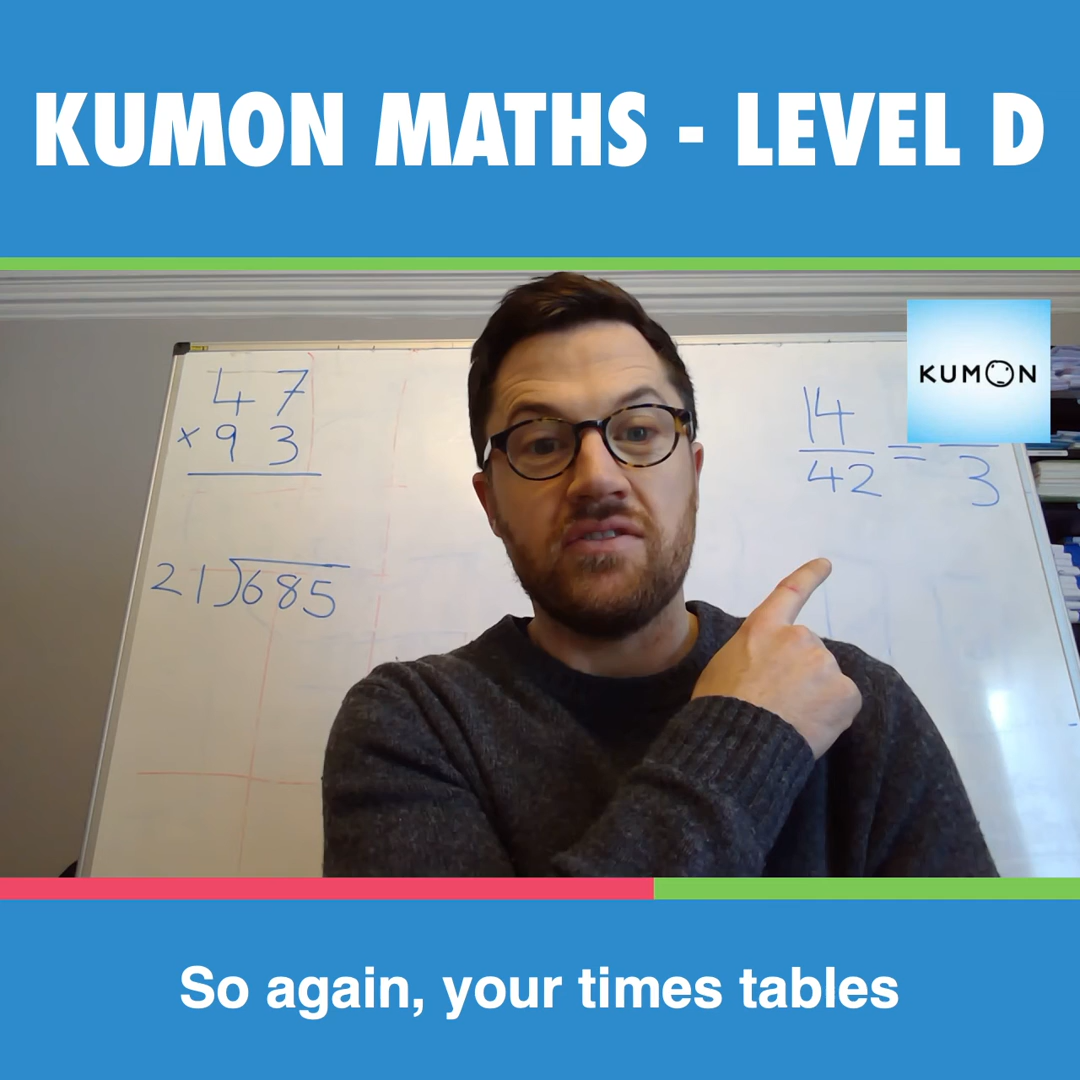 KUMON MATHS - LEVEL D
KUMON
47
× 93
21)685
14
42
=
3
So again, your times tables